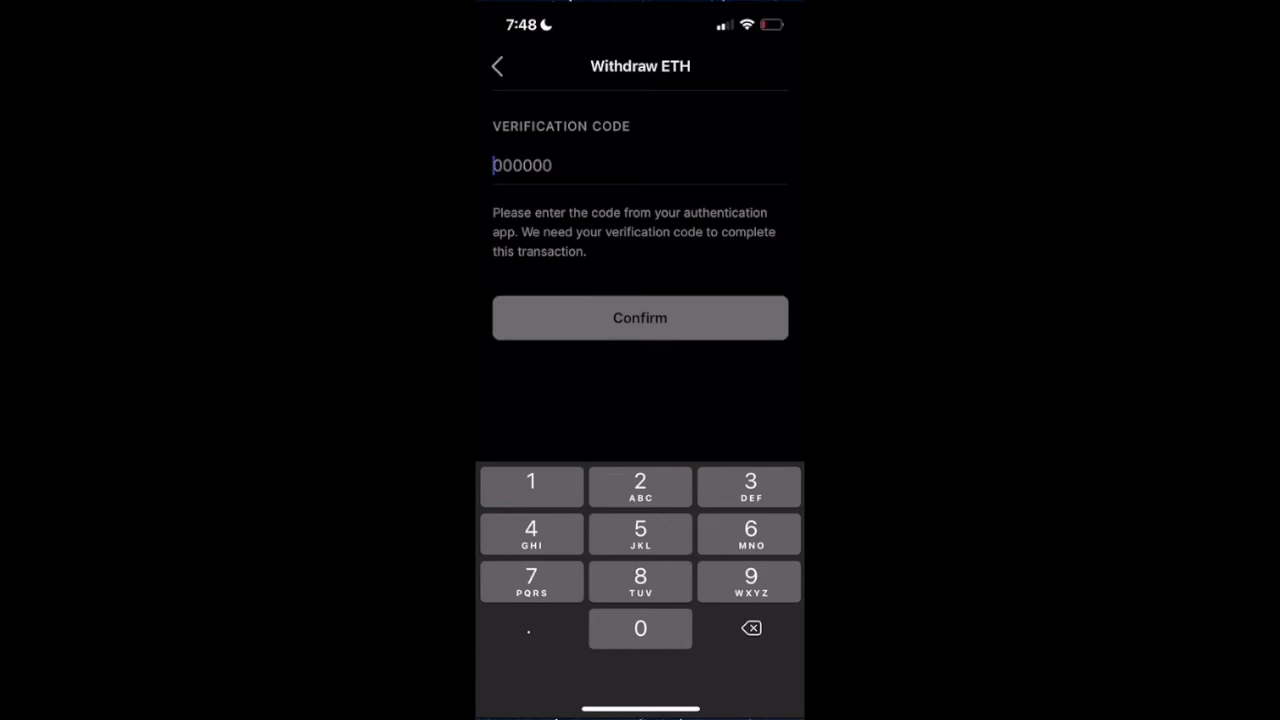 7:48
Withdraw ETH
VERIFICATION CODE
000000
Please enter the code from your authentication
app. We need your verification code to complete
this transaction.
Confirm
1 2 3
ABC DEF
4 5 6
GHI JKL MNO
7 8 9
PQRS TUV WXYZ
. 0